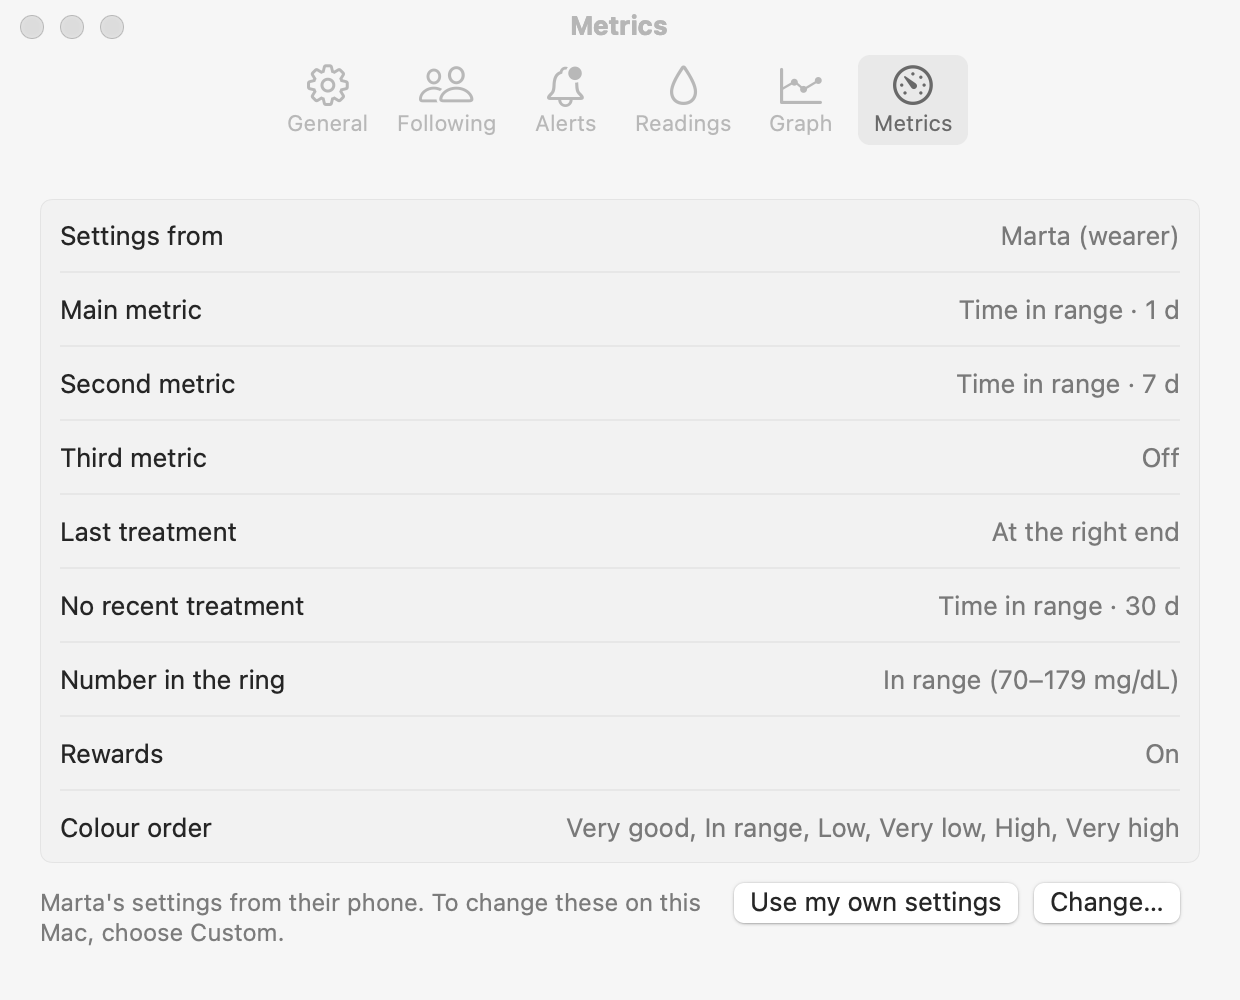 Metrics
General
Following
Alerts
Readings
Graph
Metrics
Settings from
Marta (wearer)
Main metric
Time in range · 1 d
Second metric
Time in range · 7 d
Third metric
Off
Last treatment
At the right end
No recent treatment
Time in range · 30 d
Number in the ring
In range (70–179 mg/dL)
Rewards
On
Colour order
Very good, In range, Low, Very low, High, Very high
Marta's settings from their phone. To change these on this
Mac, choose Custom.
Use my own settings
Change...